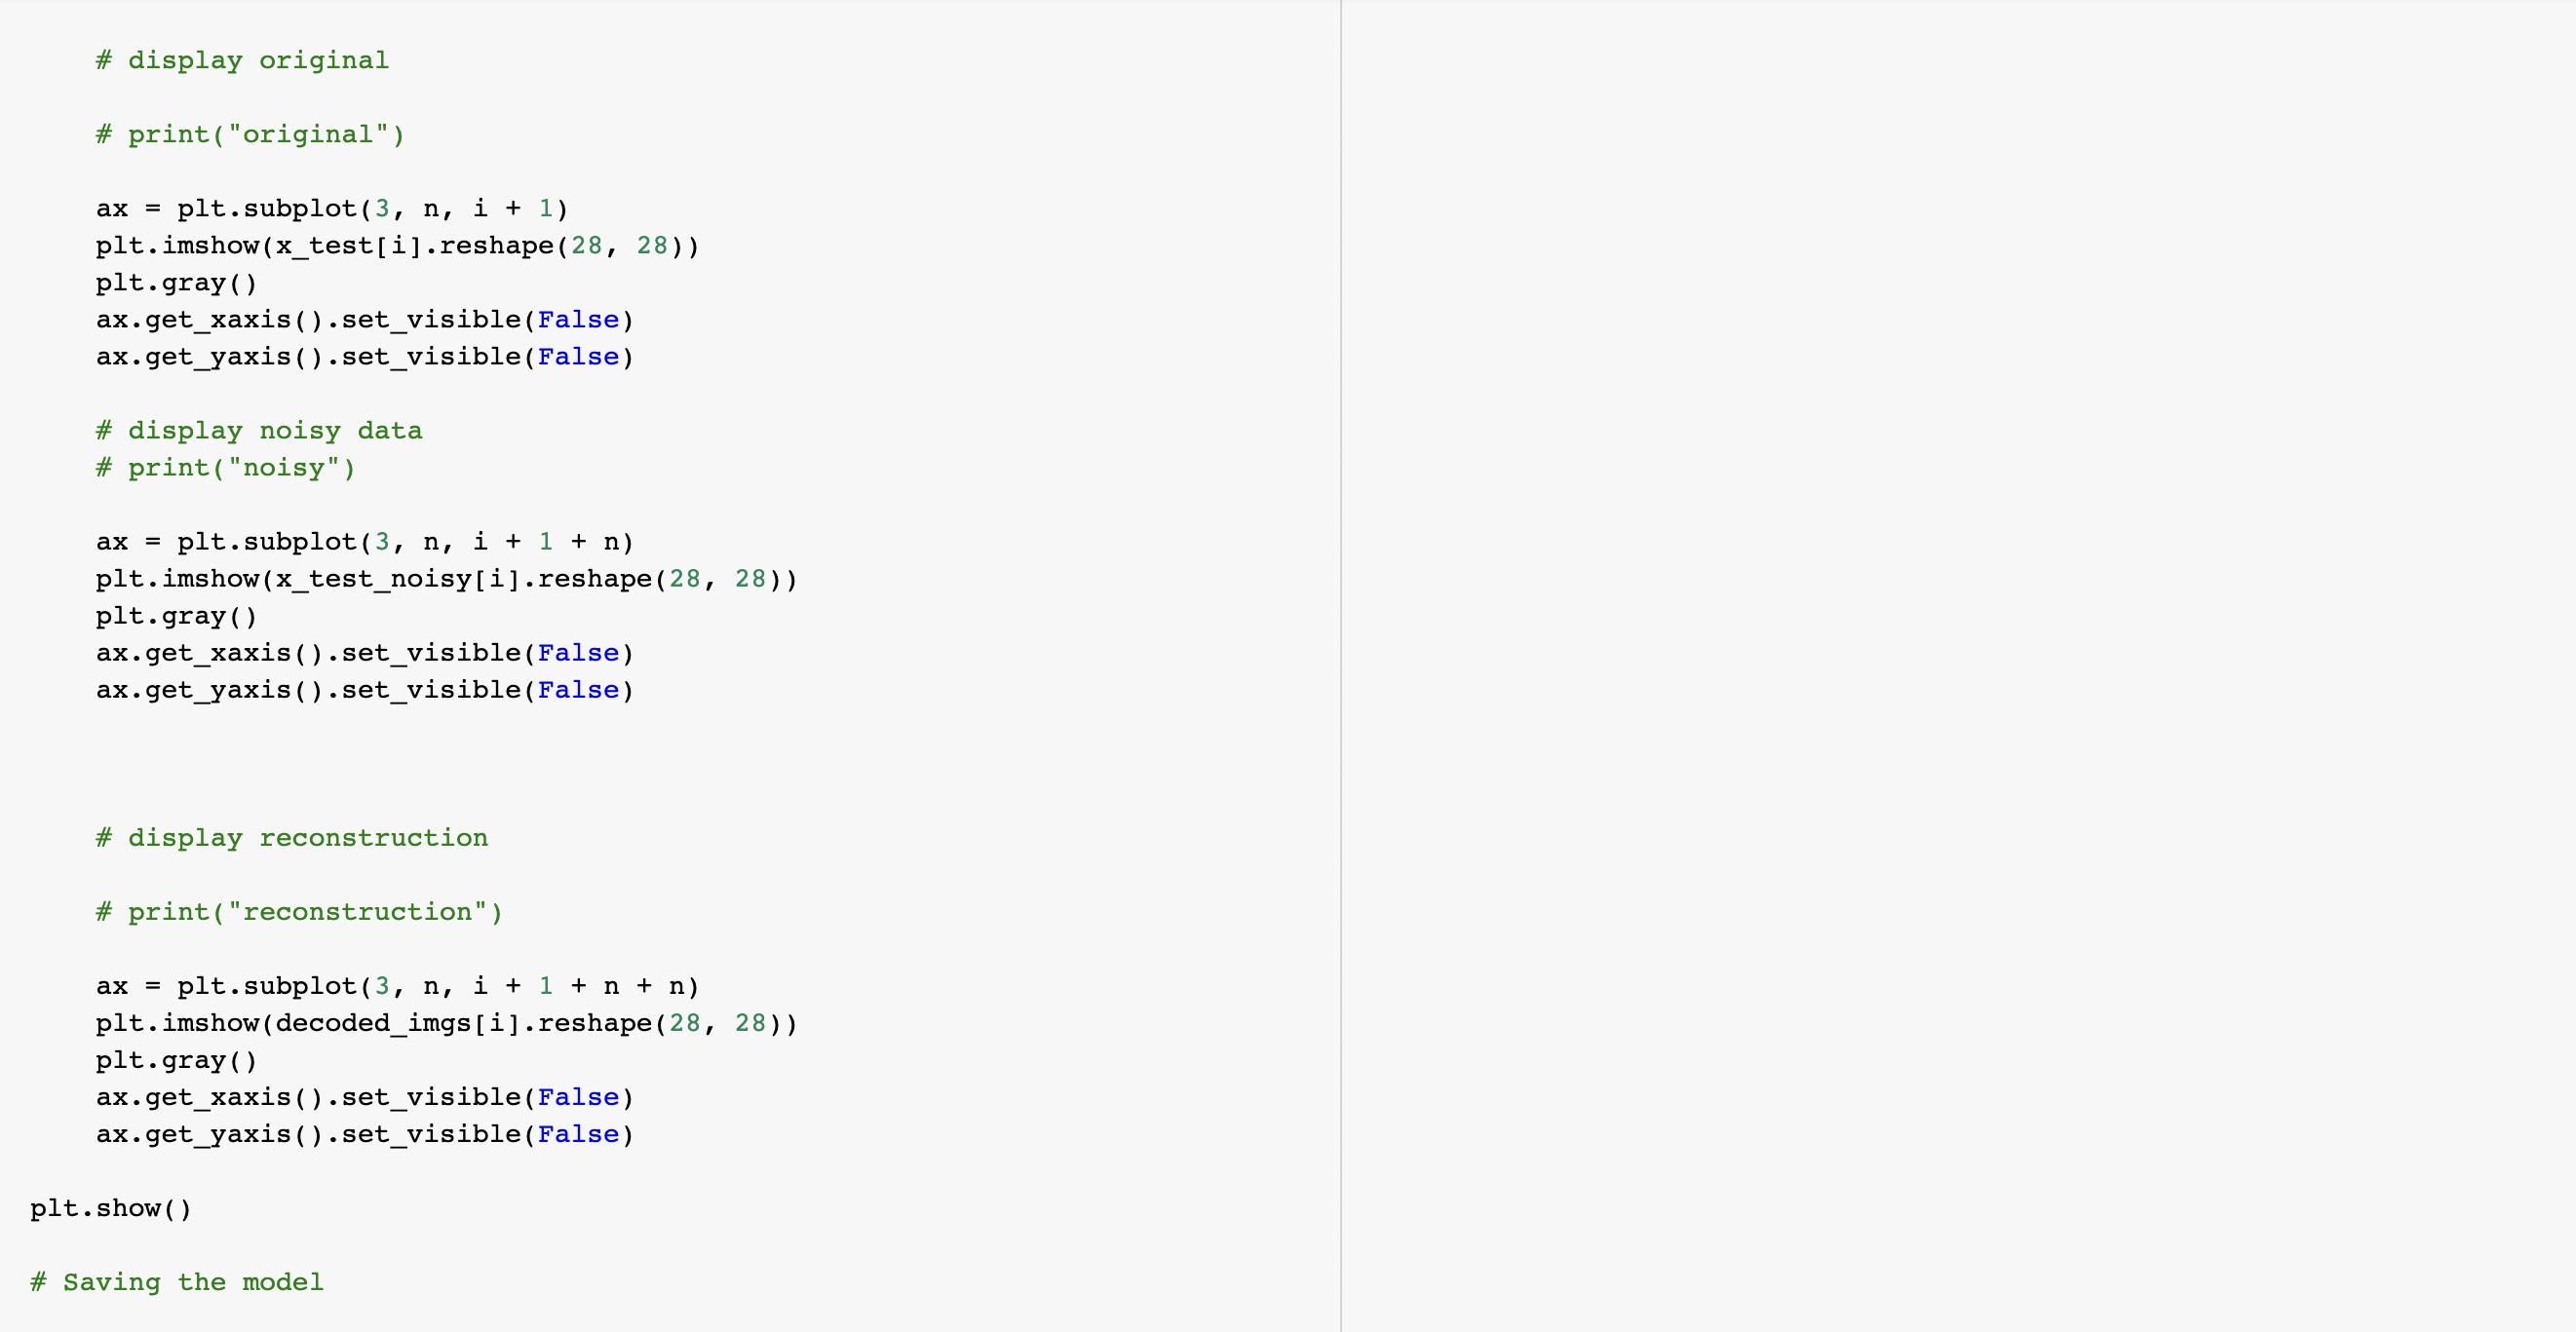 # display original
# print("original")
ax = plt.subplot(3, n, i + 1)
plt.imshow(x_test[i].reshape(28, 28))
plt.gray()
ax.get_xaxis().set_visible(False)
ax.get_yaxis().set_visible(False)
# display noisy data
# print("noisy")
ax = plt.subplot(3, n, i + 1 + n)
plt.imshow(x_test_noisy[i].reshape(28, 28))
plt.gray()
ax.get_xaxis().set_visible(False)
ax.get_yaxis().set_visible(False)
# display reconstruction
# print("reconstruction")
ax = plt.subplot(3, n, i + 1 + n + n)
plt.imshow(decoded_imgs[i].reshape(28, 28))
plt.gray()
ax.get_xaxis().set_visible(False)
ax.get_yaxis().set_visible(False)
plt.show()
# Saving the model